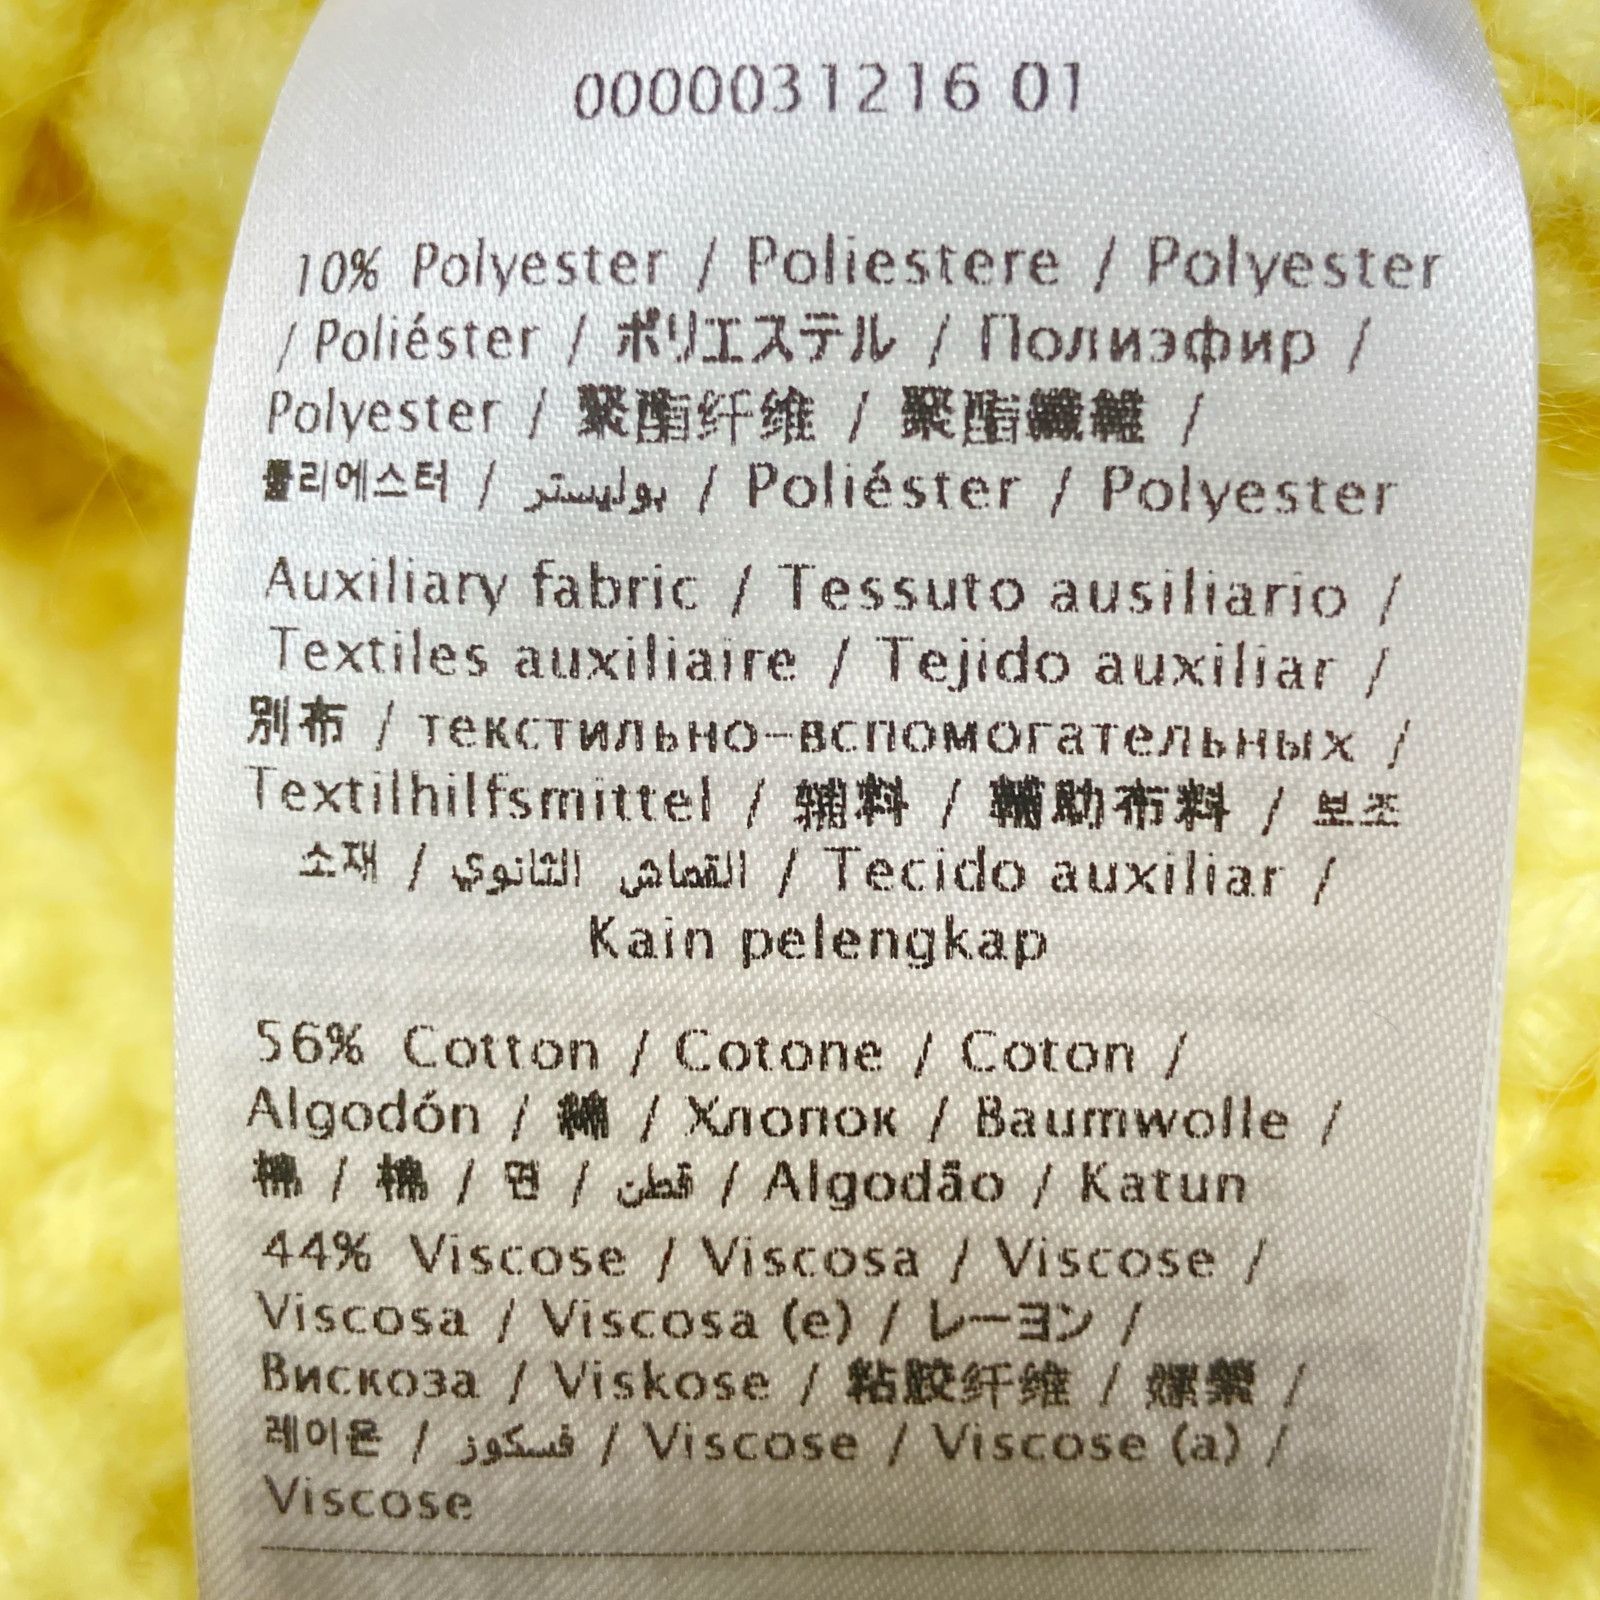 0000031216 01
10% Polyester / Poliestere / Polyester
/ Poliéster / ポリエステル / Полиэфир /
Polyester / 聚酯纤维 / 聚酯纖維 /
폴리에스터 / بوليستر / Poliéster / Polyester
Auxiliary fabric / Tessuto ausiliario /
Textiles auxiliaire / Tejido auxiliar /
別布 / текстильно-вспомогательных /
Textilhilfsmittel / 辅料 / 輔助布料 / 보조
소재 / القماش الثانوي / Tecido auxiliar /
Kain pelengkap
56% Cotton / Cotone / Coton /
Algodón / 綿 / Хлопок / Baumwolle /
棉 / 棉 / 면 / قطن / Algodão / Katun
44% Viscose / Viscosa / Viscose /
Viscosa / Viscosa (e) / レーヨン /
Вискоза / Viskose / 粘胶纤维 / 嫘縈 /
레이온 / فسكوز / Viscose / Viscose (a) /
Viscose